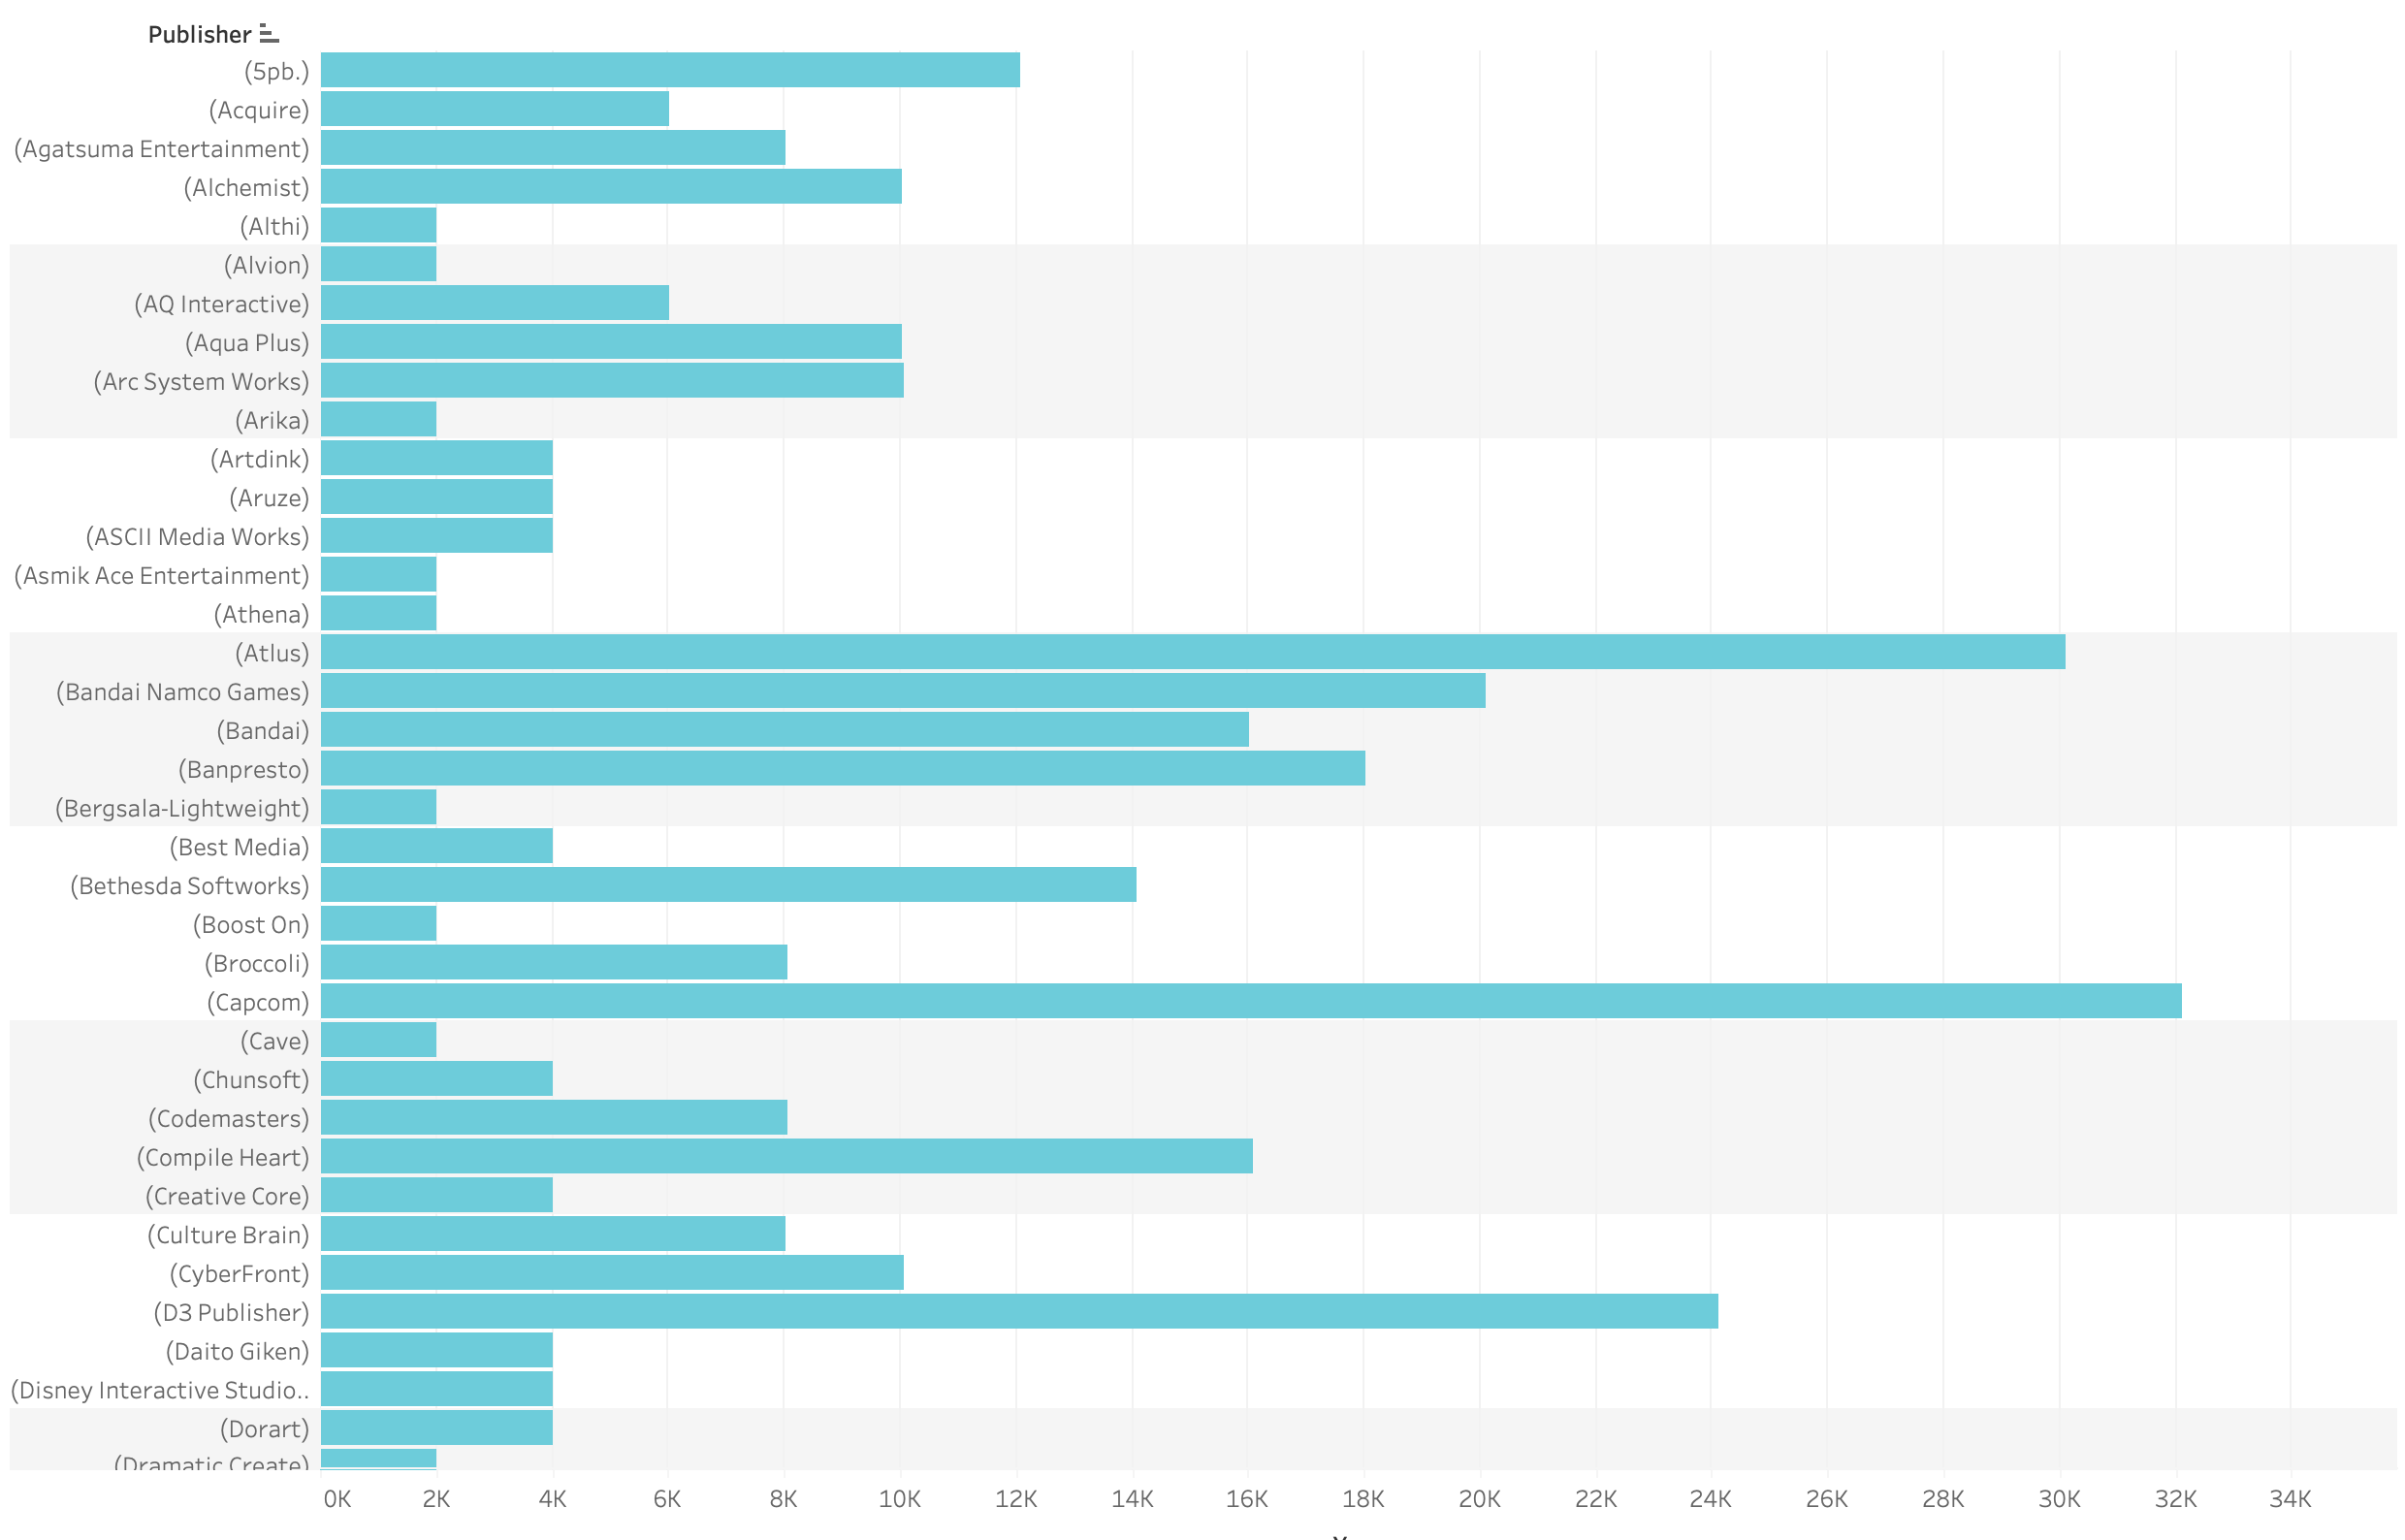 Publisher
(5pb.)
(Acquire)
(Agatsuma Entertainment)
(Alchemist)
(Althi)
(Alvion)
(AQ Interactive)
(Aqua Plus)
(Arc System Works)
(Arika)
(Artdink)
(Aruze)
(ASCII Media Works)
(Asmik Ace Entertainment)
(Athena)
(Atlus)
(Bandai Namco Games)
(Bandai)
(Banpresto)
(Bergsala-Lightweight)
(Best Media)
(Bethesda Softworks)
(Boost On)
(Broccoli)
(Capcom)
(Cave)
(Chunsoft)
(Codemasters)
(Compile Heart)
(Creative Core)
(Culture Brain)
(CyberFront)
(D3 Publisher)
(Daito Giken)
(Disney Interactive Studio..
(Dorart)
(Dramatic Create)
0K 2K 4K 6K 8K 10K 12K 14K 16K 18K 20K 22K 24K 26K 28K 30K 32K 34K